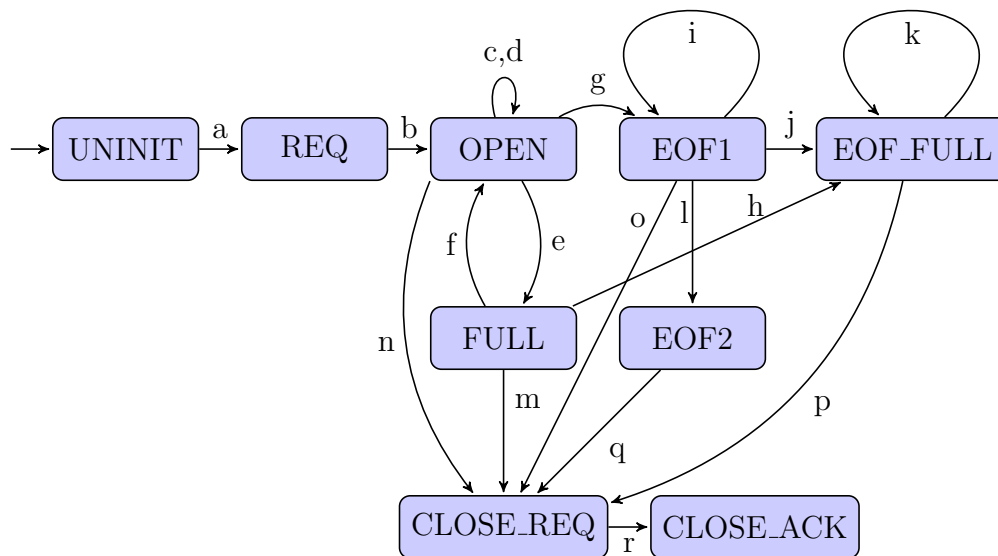 i
k
c,d
g
UNINIT
a
REQ
b
OPEN
EOF1
j
EOF_FULL
f
e
o
l
h
n
FULL
EOF2
m
q
p
CLOSE_REQ
r
CLOSE_ACK